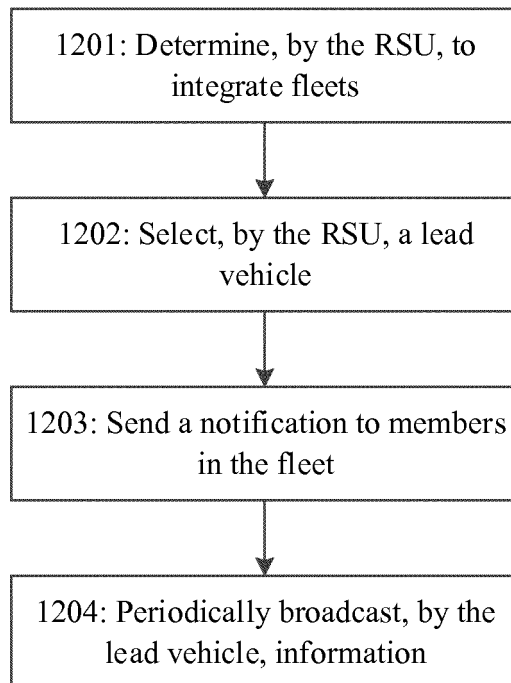 1201: Determine, by the RSU, to
integrate fleets
1202: Select, by the RSU, a lead
vehicle
1203: Send a notification to members
in the fleet
1204: Periodically broadcast, by the
lead vehicle, information